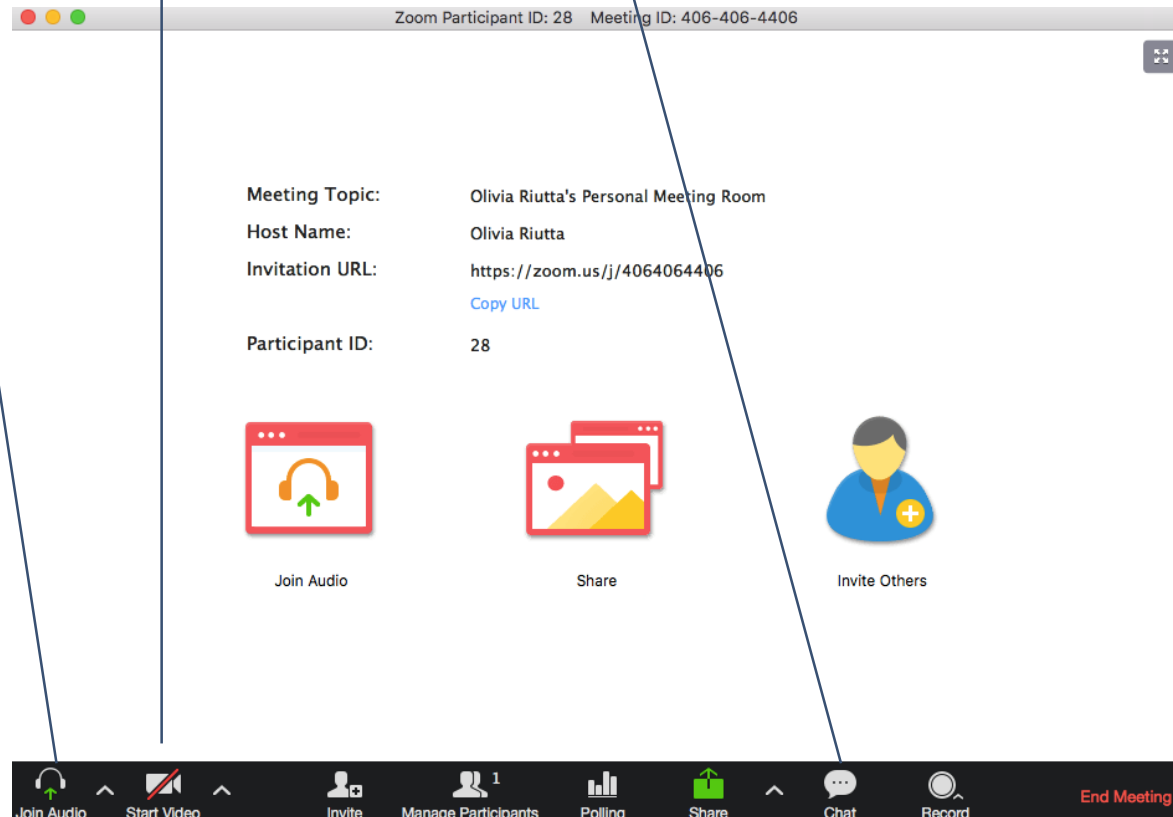 Zoom Participant ID: 28 Meeting ID: 406-406-4406
Meeting Topic: Olivia Riutta's Personal Meeting Room
Host Name: Olivia Riutta
Invitation URL: https://zoom.us/j/4064064406
Copy URL
Participant ID: 28
Join Audio Share Invite Others
1
Join Audio Start Video Invite Manage Participants Polling Share Chat Record End Meeting